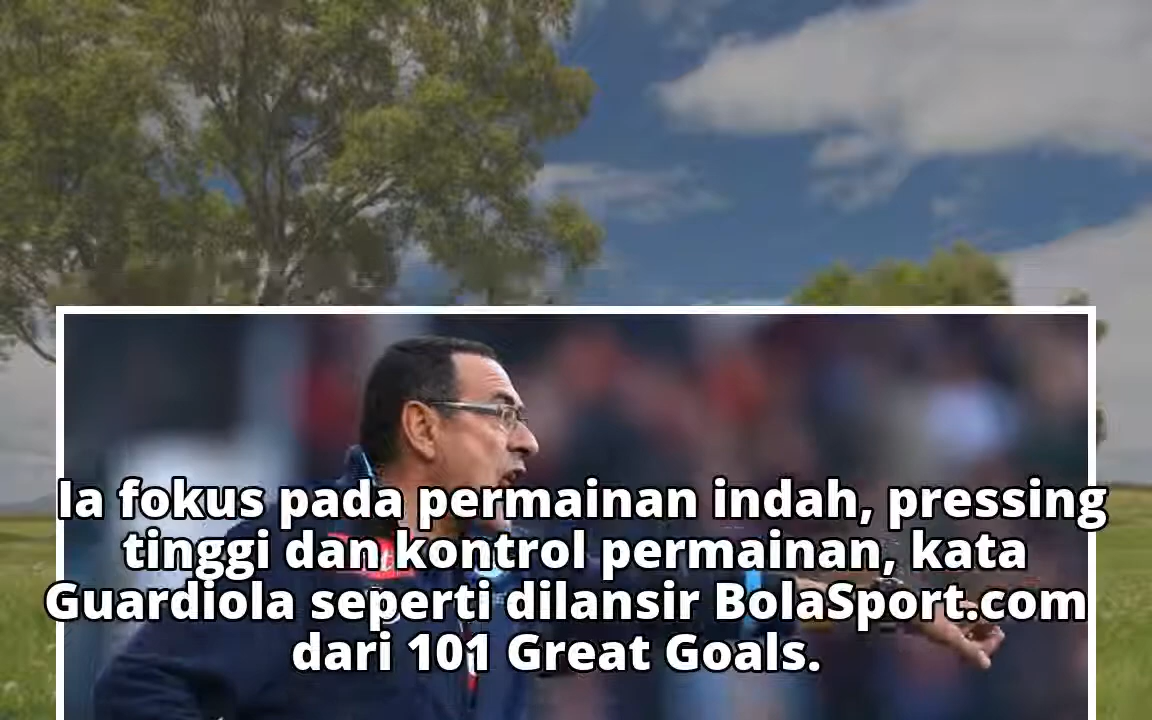 Ia fokus pada permainan indah, pressing
tinggi dan kontrol permainan, kata
Guardiola seperti dilansir BolaSport.com
dari 101 Great Goals.